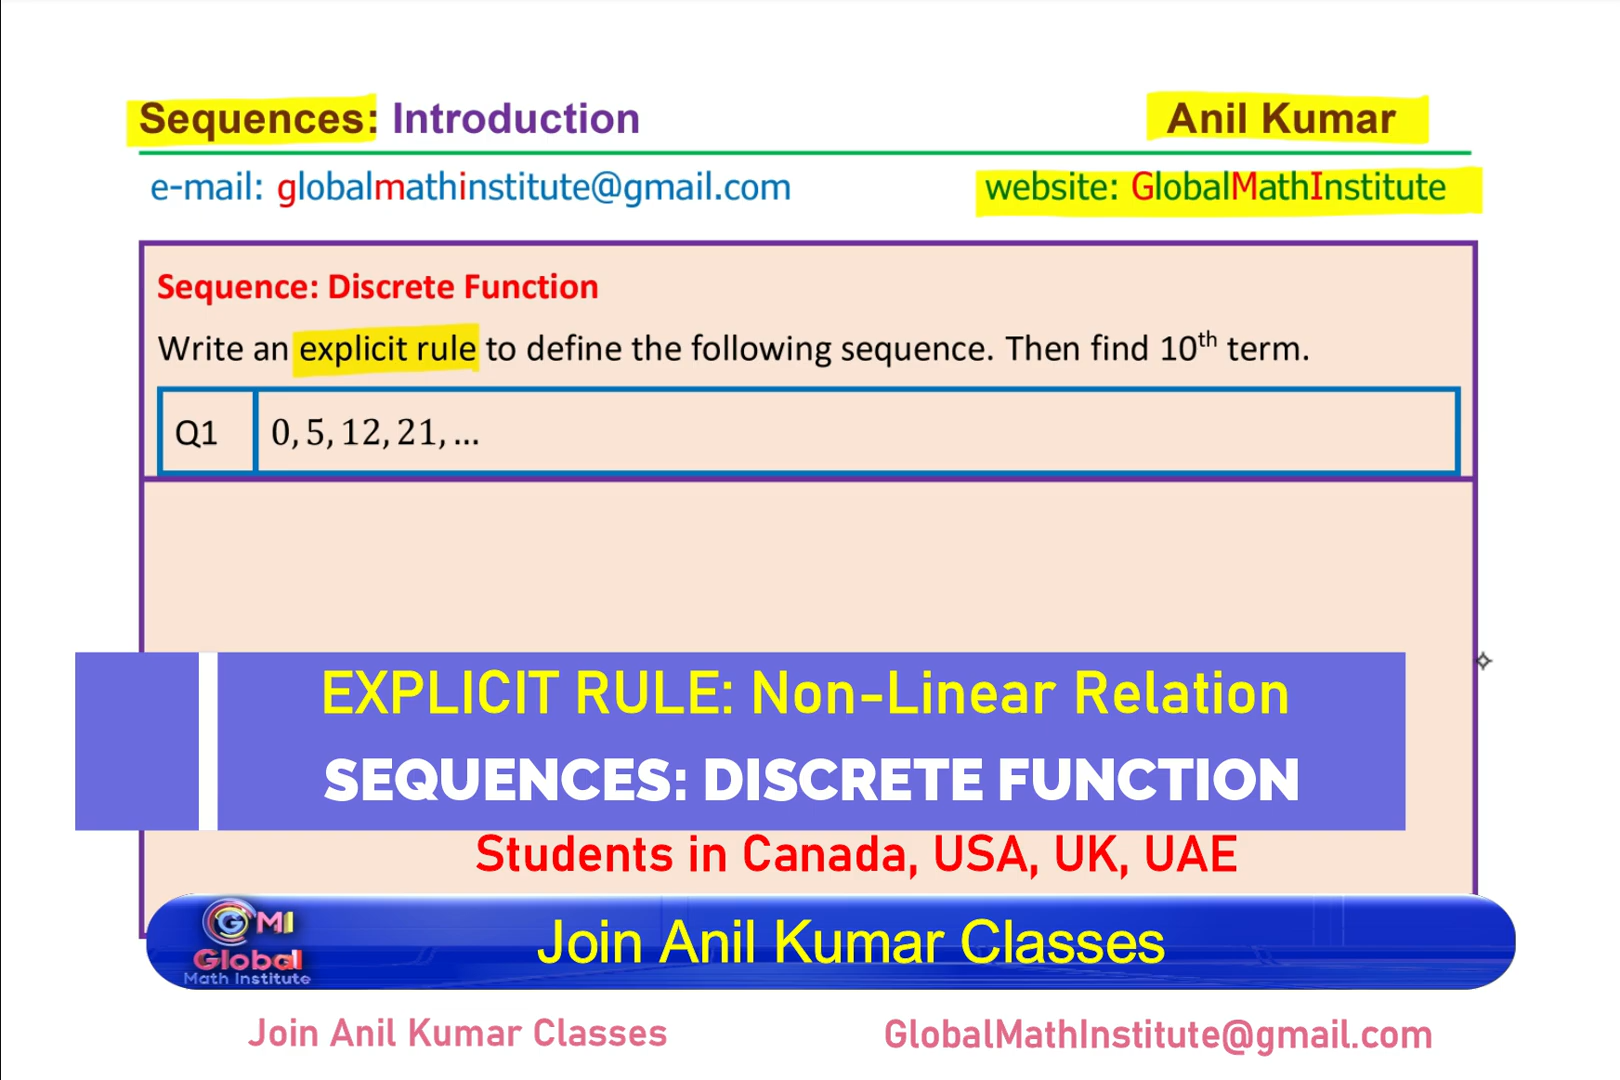 Sequences: Introduction
Anil Kumar
e-mail: globalmathinstitute@gmail.com
website: GlobalMathInstitute
Sequence: Discrete Function
Write an explicit rule to define the following sequence. Then find 10th term.
Q1
0, 5, 12, 21, ...
EXPLICIT RULE: Non-Linear Relation
SEQUENCES: DISCRETE FUNCTION
Students in Canada, USA, UK, UAE
G MI
Global
Math Institute
Join Anil Kumar Classes
Join Anil Kumar Classes
GlobalMathInstitute@gmail.com